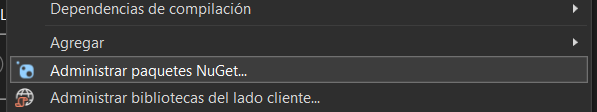 Dependencias de compilación
Agregar
Administrar paquetes NuGet...
Administrar bibliotecas del lado cliente...